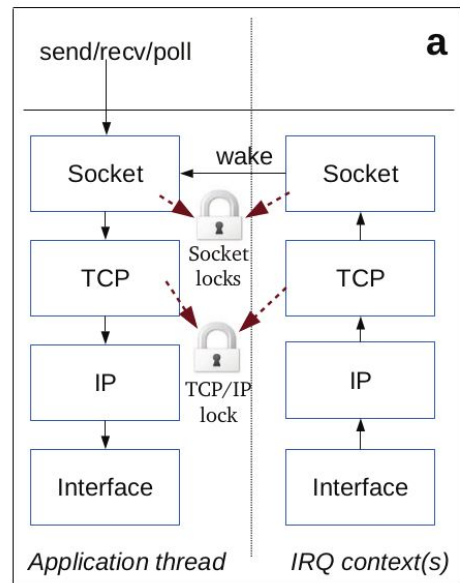 send/recv/poll
a
Socket
wake
Socket
Socket
locks
TCP
TCP
TCP/IP
lock
IP
IP
Interface
Interface
Application thread
IRQ context(s)